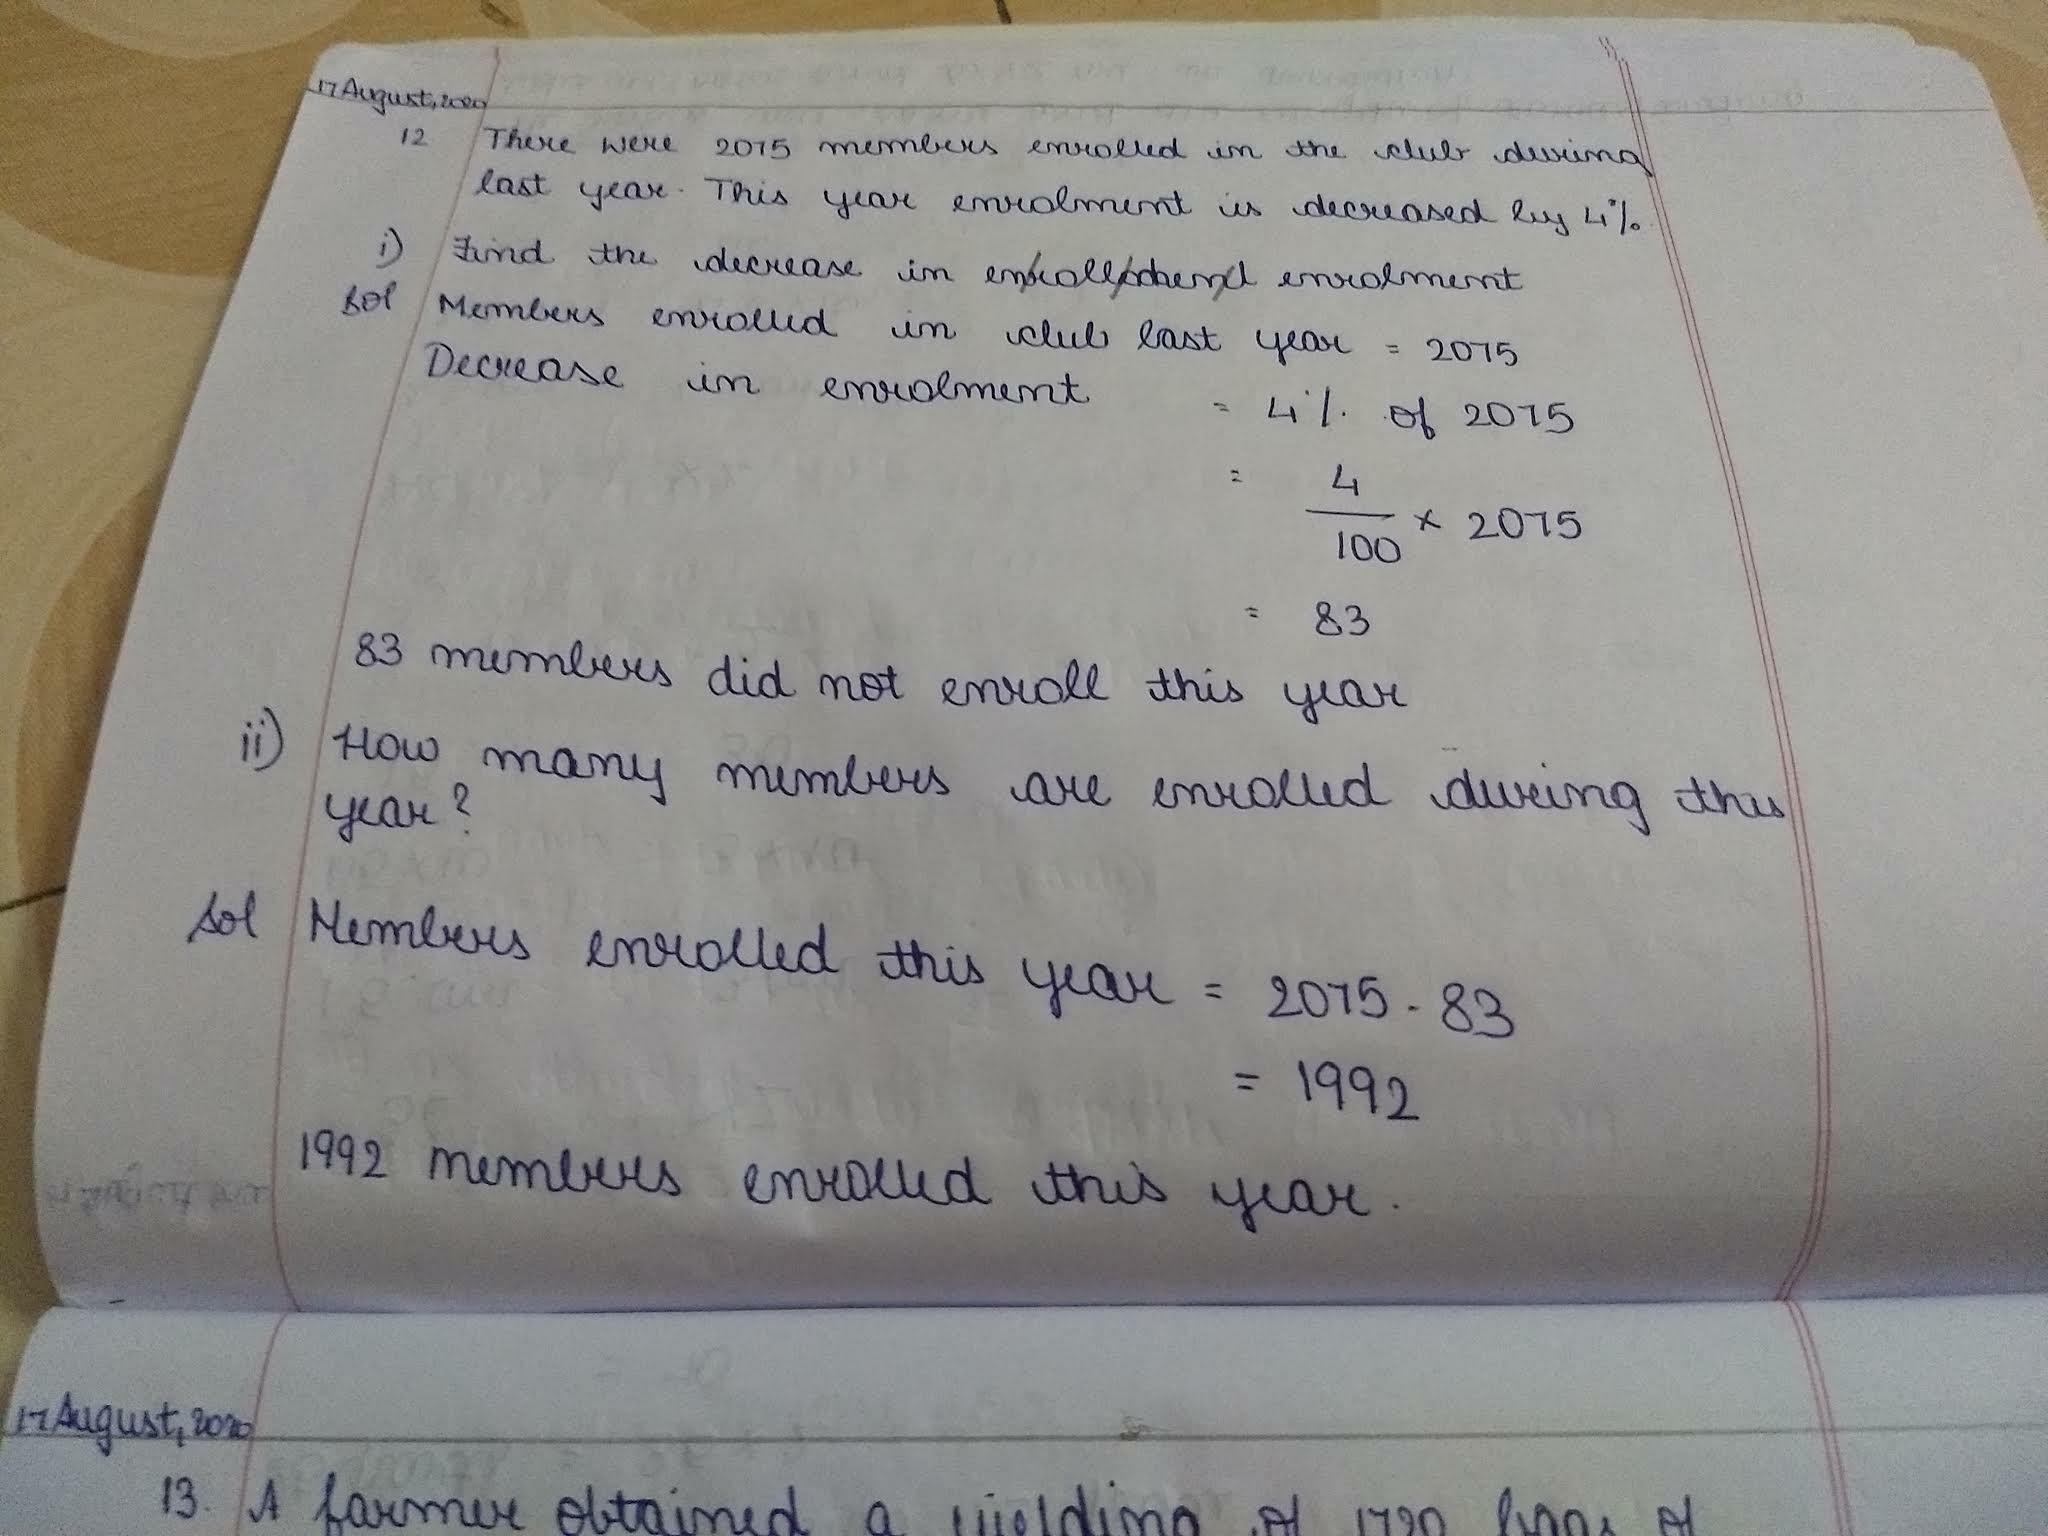 17 August, 2020
12 There were 2075 members enrolled in the club during
last year. This year enrolment is decreased by 4%.
i) Find the decrease in enrolment
Sol Members enrolled in club last year = 2075
Decrease in enrolment = 4% of 2075
= 4/100 × 2075
= 83
83 members did not enroll this year
ii) How many members are enrolled during this
year?
Sol Members enrolled this year = 2075 - 83
= 1992
1992 members enrolled this year.
17 August, 2020
13. A farmer obtained a yielding of 1720 bags of